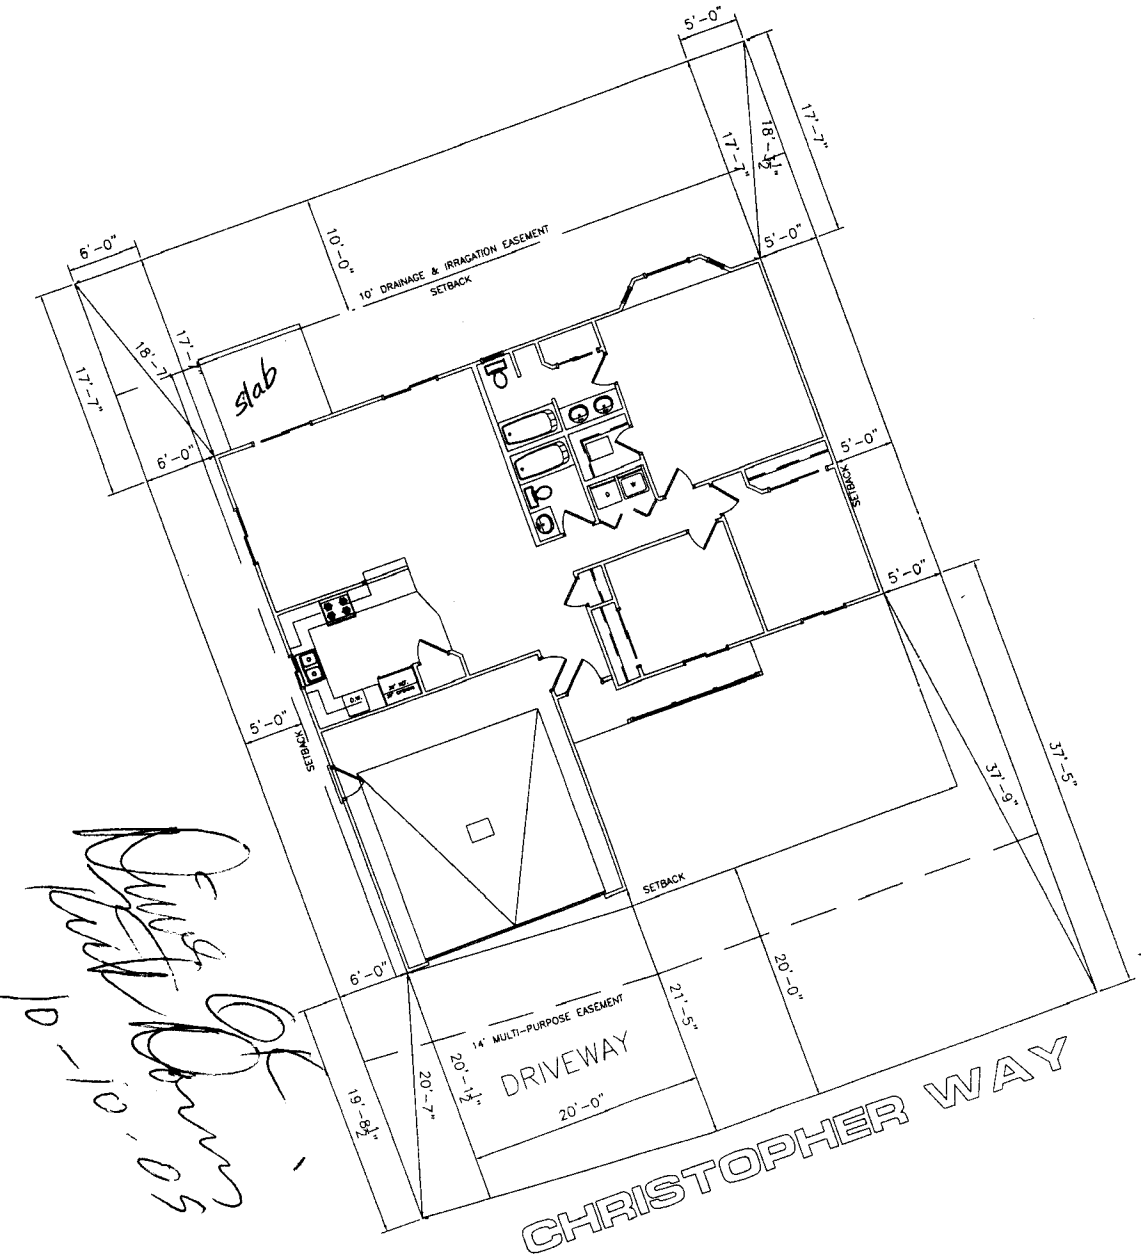 5'-0"
17'-7"
18'-3½"
17'-7"
5'-0"
6'-0"
10'-0"
10' DRAINAGE & IRRAGATION EASEMENT
SETBACK
17'-7"
18'-7"
17'-
slab
6'-0"
5'-0"
SETBACK
5'-0"
5'-0"
SETBACK
D.W.
37'-5"
37'-9"
SETBACK
6'-0"
14' MULTI-PURPOSE EASEMENT
DRIVEWAY
20'-0"
21'-5"
20'-0"
19'-8½"
20'-7"
20'-1½"
CHRISTOPHER WAY
OK
10-10-03